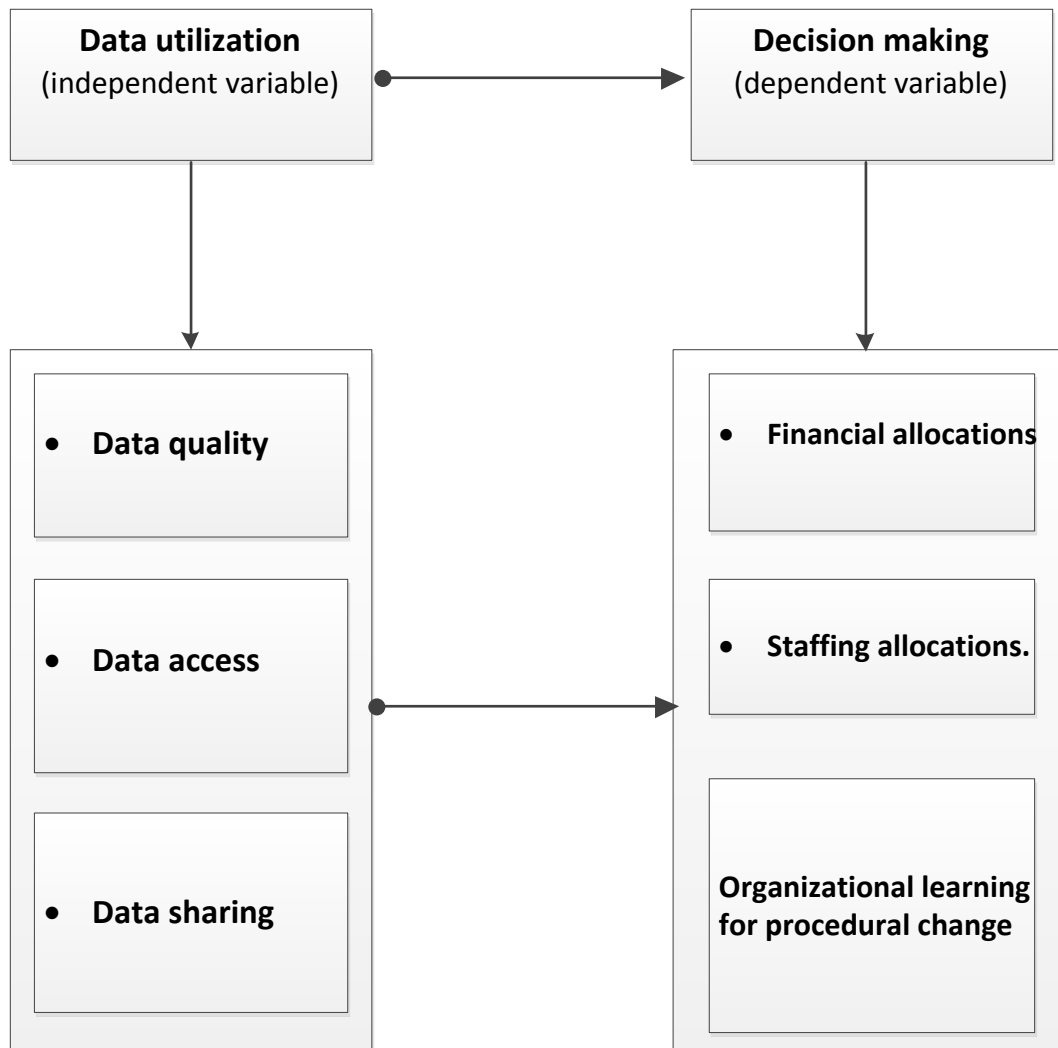 Data utilization
(independent variable)
Decision making
(dependent variable)
• Data quality
• Data access
• Data sharing
• Financial allocations
• Staffing allocations.
Organizational learning
for procedural change